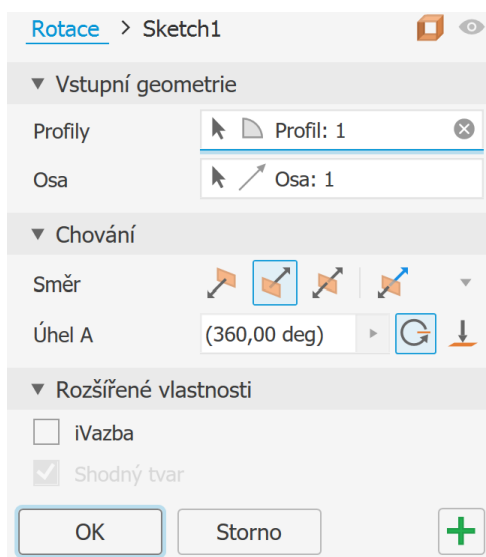 Rotace > Sketch1
Vstupní geometrie
Profily Profil: 1
Osa Osa: 1
Chování
Směr
Úhel A (360,00 deg)
Rozšířené vlastnosti
iVazba
Shodný tvar
OK Storno